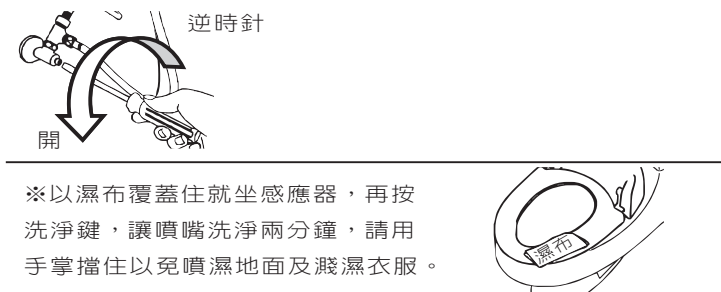 逆時針
開
※以濕布覆蓋住就坐感應器，再按
洗淨鍵，讓噴嘴洗淨兩分鐘，請用
手掌擋住以免噴濕地面及濺濕衣服。
濕布